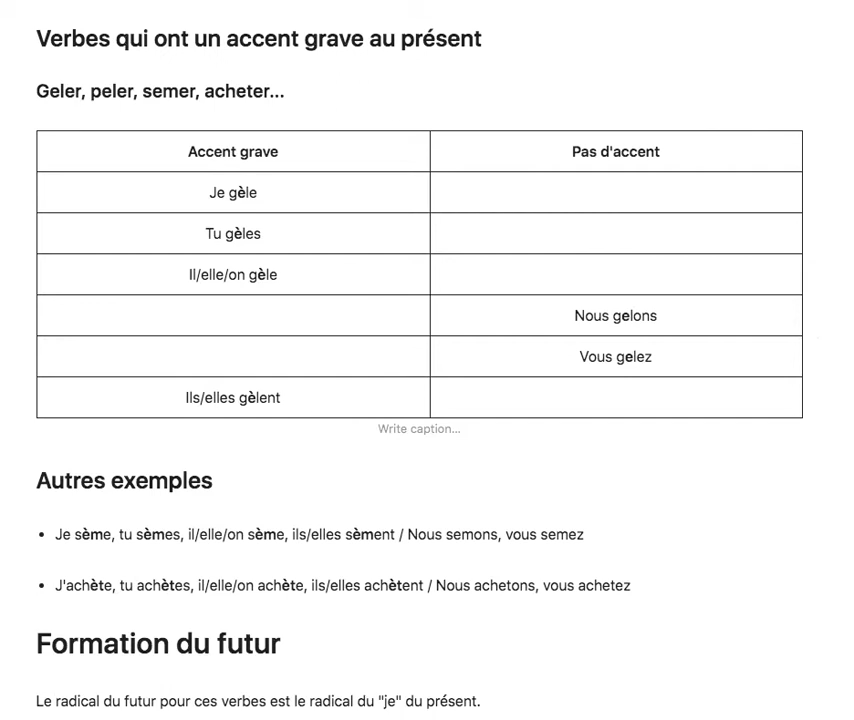 Verbes qui ont un accent grave au présent
Geler, peler, semer, acheter...
Accent grave
Pas d'accent
Je gèle
Tu gèles
Il/elle/on gèle
Nous gelons
Vous gelez
Ils/elles gèlent
Write caption...
Autres exemples
• Je sème, tu sèmes, il/elle/on sème, ils/elles sèment / Nous semons, vous semez
• J'achète, tu achètes, il/elle/on achète, ils/elles achètent / Nous achetons, vous achetez
Formation du futur
Le radical du futur pour ces verbes est le radical du "je" du présent.